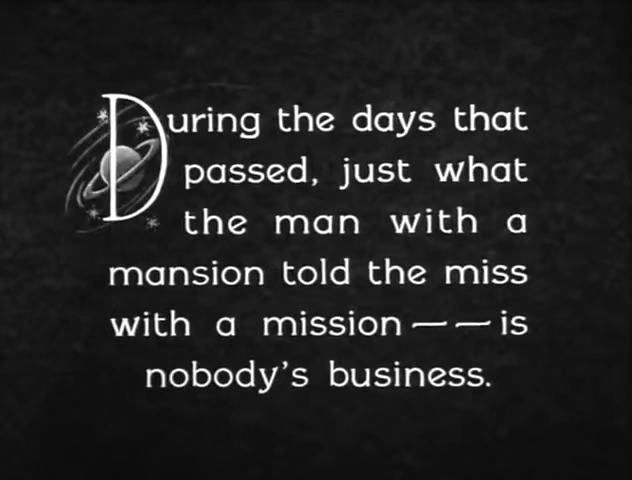 During the days that
passed, just what
the man with a
mansion told the miss
with a mission — — is
nobody's business.